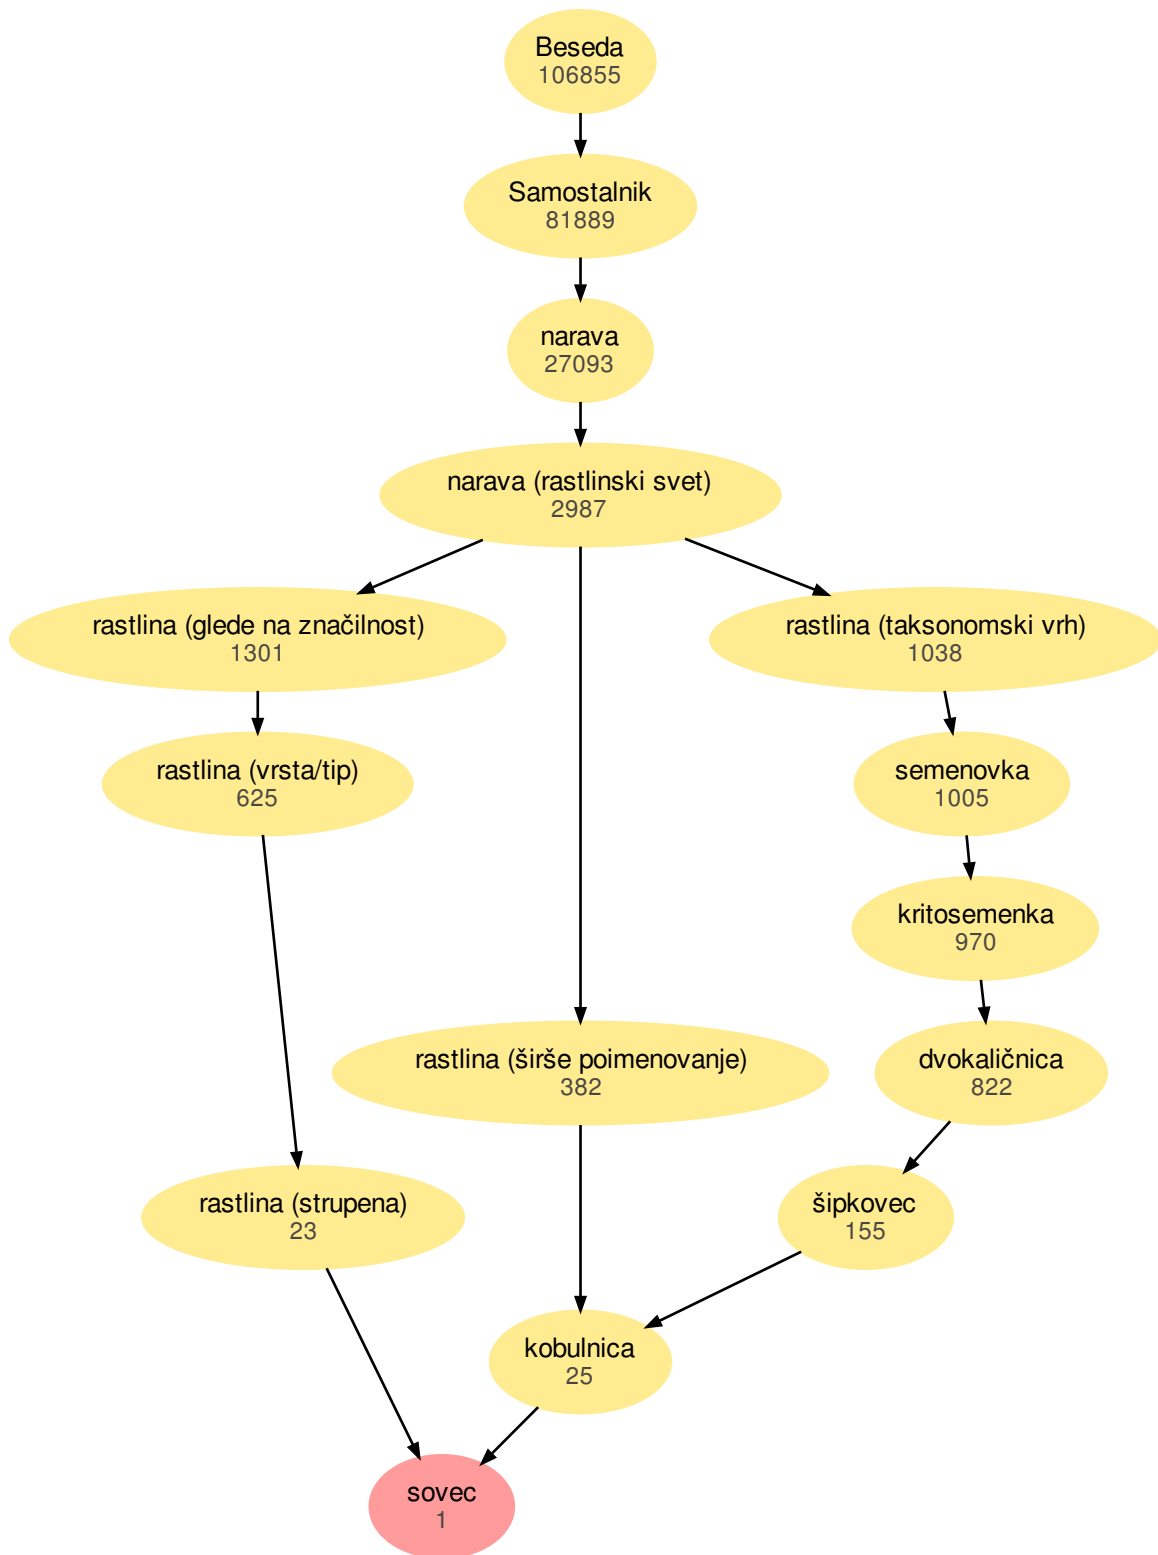 Beseda
106855
Samostalnik
81889
narava
27093
narava (rastlinski svet)
2987
rastlina (glede na značilnost)
1301
rastlina (taksonomski vrh)
1038
rastlina (vrsta/tip)
625
semenovka
1005
kritosemenka
970
rastlina (širše poimenovanje)
382
dvokaličnica
822
rastlina (strupena)
23
šipkovec
155
kobulnica
25
sovec
1